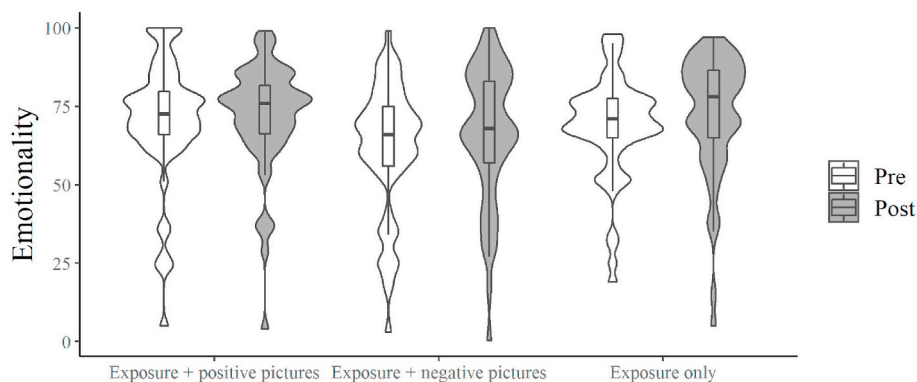 100
75
50
25
0
Emotionality
Exposure + positive pictures
Exposure + negative pictures
Exposure only
Pre
Post